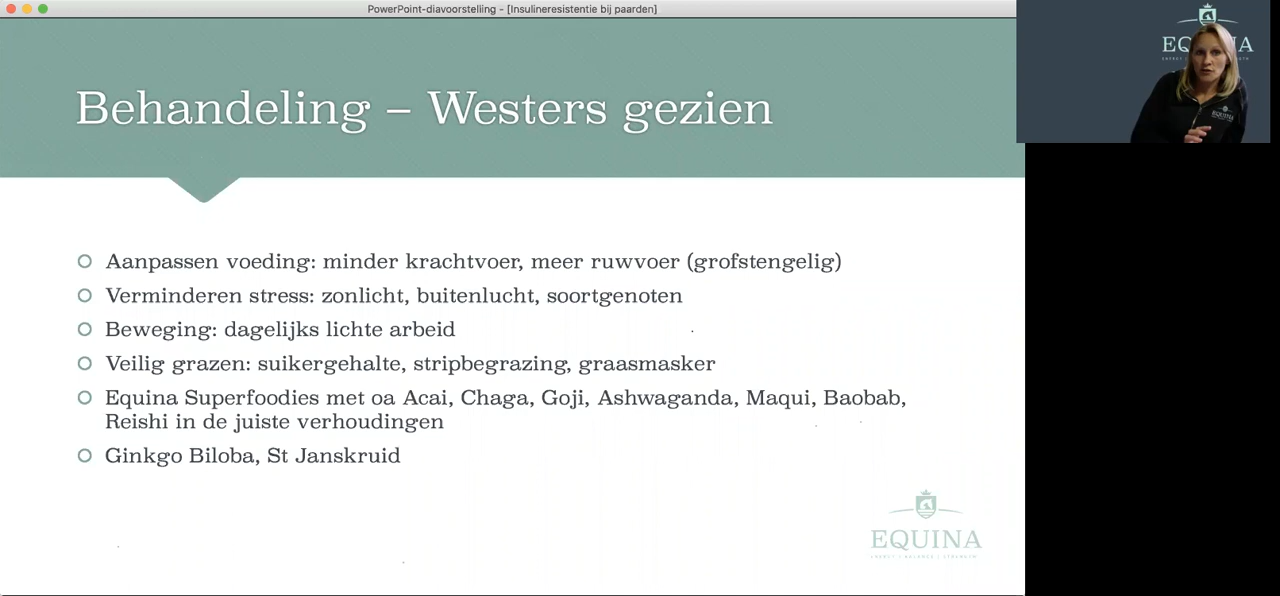 PowerPoint-diavoorstelling - [Insulineresistentie bij paarden]
EQUINA
EQUINA
Behandeling – Westers gezien
Aanpassen voeding: minder krachtvoer, meer ruwvoer (grofstengelig)
Verminderen stress: zonlicht, buitenlucht, soortgenoten
Beweging: dagelijks lichte arbeid
Veilig grazen: suikergehalte, stripbegrazing, graasmasker
Equina Superfoodies met oa Acai, Chaga, Goji, Ashwaganda, Maqui, Baobab,
Reishi in de juiste verhoudingen
Ginkgo Biloba, St Janskruid
EQUINA